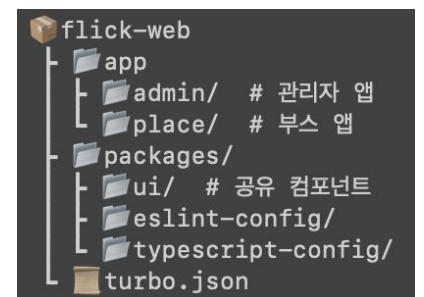 flick-web
app
admin/ # 관리자 앱
place/ # 부스 앱
packages/
ui/ # 공유 컴포넌트
eslint-config/
typescript-config/
turbo.json